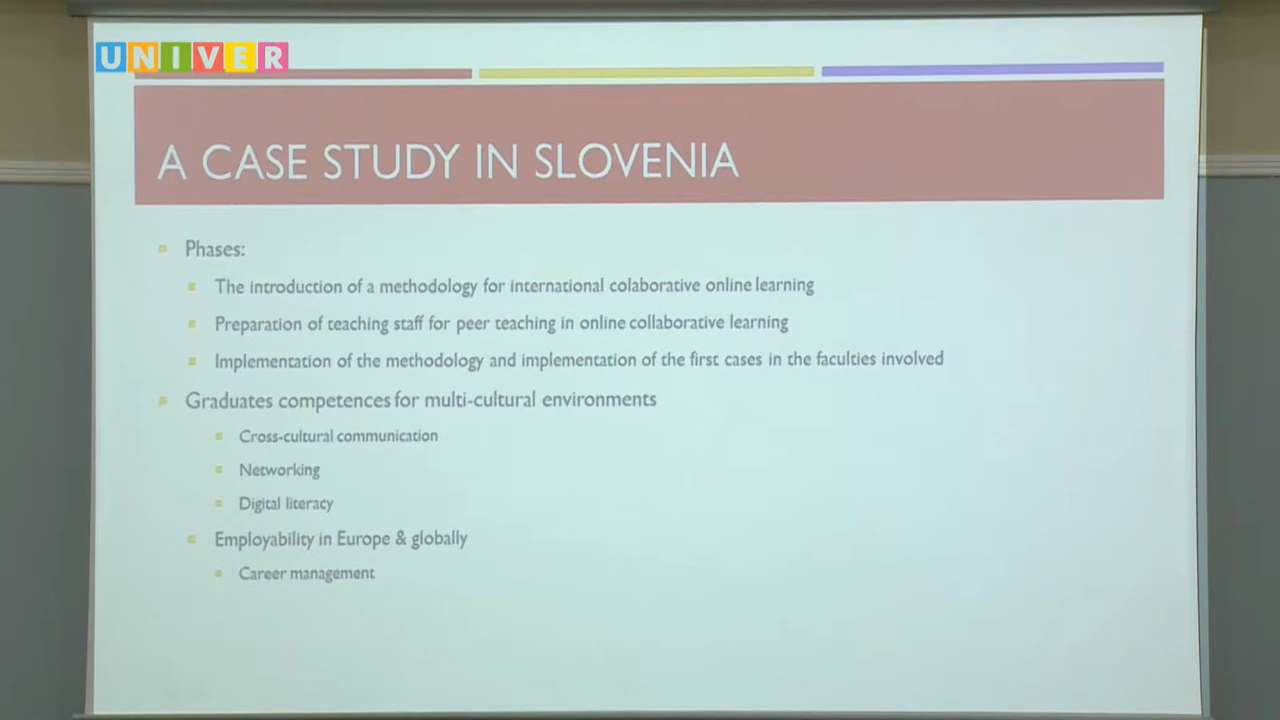 UNIVER
A CASE STUDY IN SLOVENIA
Phases:
The introduction of a methodology for international colaborative online learning
Preparation of teaching staff for peer teaching in online collaborative learning
Implementation of the methodology and implementation of the first cases in the faculties involved
Graduates competences for multi-cultural environments
Cross-cultural communication
Networking
Digital literacy
Employability in Europe & globally
Career management